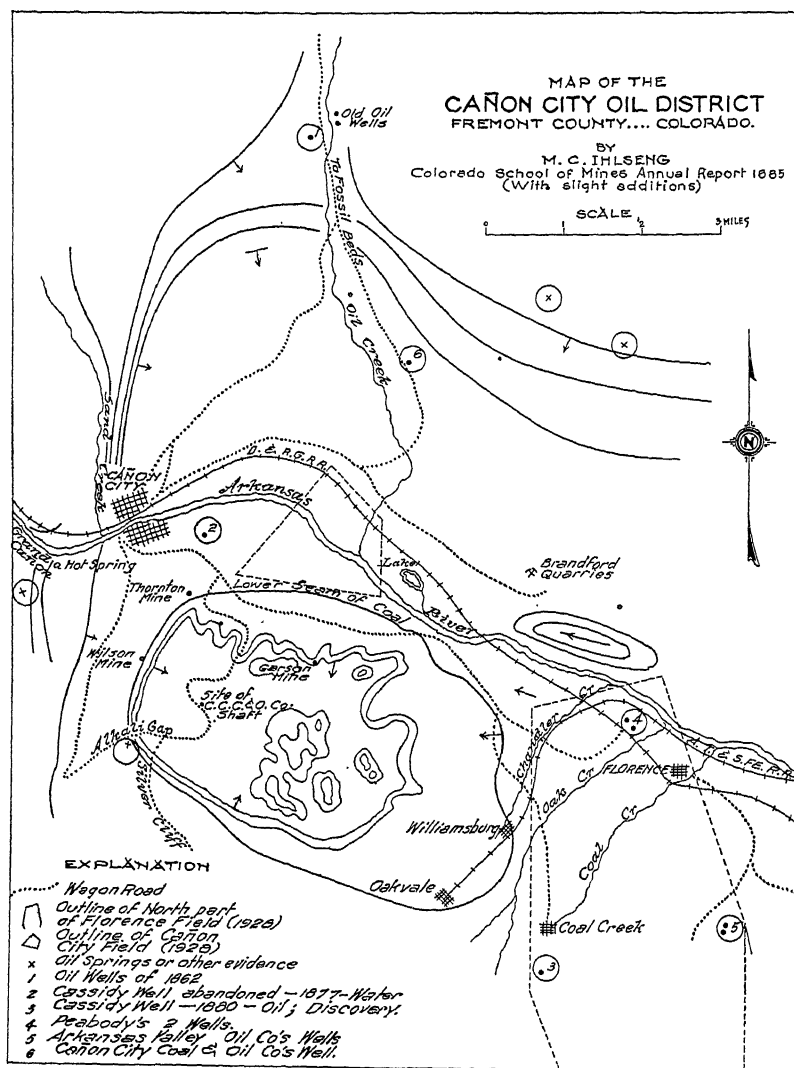 MAP OF THE
CAÑON CITY OIL DISTRICT
FREMONT COUNTY.... COLORADO.
BY
M. C. IHLSENG
Colorado School of Mines Annual Report 1885
(With slight additions)
SCALE
0 1 2 3 MILES
Old Oil
Wells
1
To Fossil Beds
Oil Creek
6
N
Sand
Creek
CAÑON
CITY
D. & R.G.R.R.
Arkansas
River
2
Grand
Cañon
Hot Spring
Thornton
Mine
Lower Seam of Coal
Lake
Brandford
Quarries
Wilson
Mine
Garson
Mine
Site of
C.C.C.&O.Co.
Shaft
Alkali Gap
Silver Cliff
Chandler Cr
4
A.T. & S.FE.R.R.
FLORENCE
Oak Cr
Coal Cr
Williamsburg
Oakvale
Coal Creek
5
3
EXPLANATION
Wagon Road
Outline of North part
of Florence Field (1928)
Outline of Cañon
City Field (1928)
x Oil Springs or other evidence
1 Oil Wells of 1862
2 Cassidy Well abandoned-1877-Water
3 Cassidy Well-1880-Oil; Discovery.
4 Peabody's 2 Wells.
5 Arkansas Valley Oil Co's Wells
6 Cañon City Coal & Oil Co's Well.